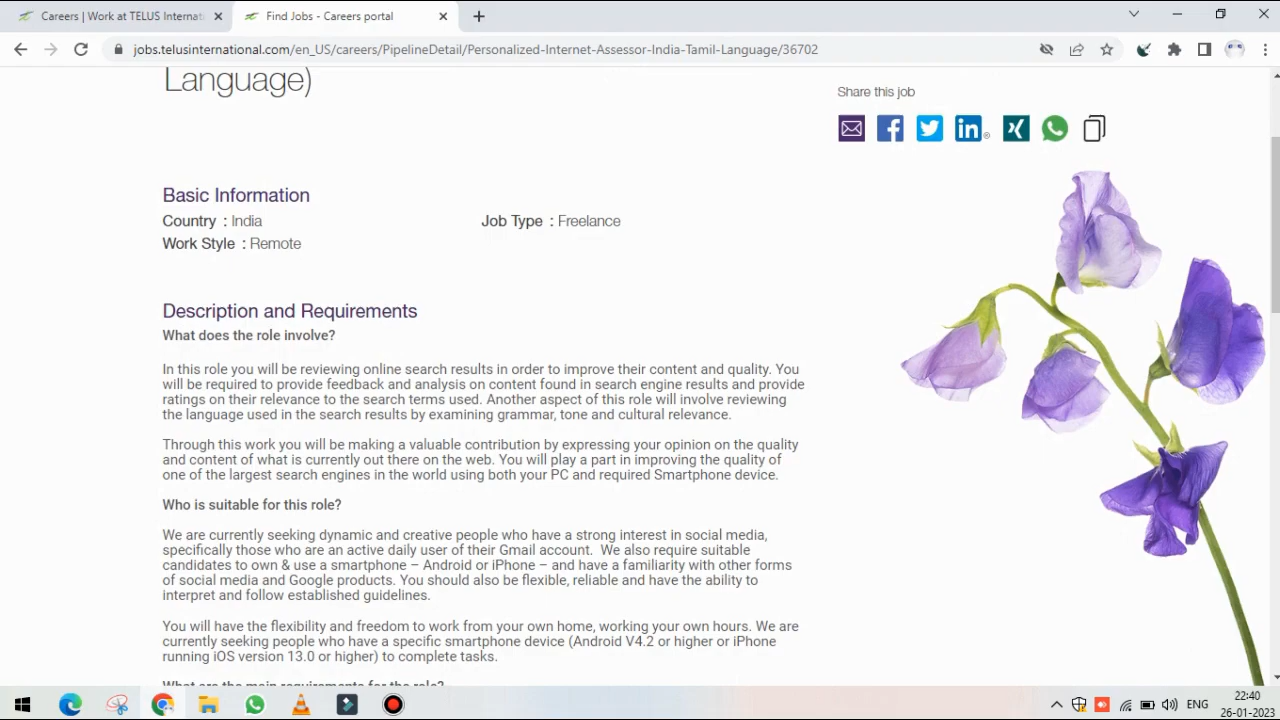 Careers | Work at TELUS Internat
Find Jobs - Careers portal
jobs.telusinternational.com/en_US/careers/PipelineDetail/Personalized-Internet-Assessor-India-Tamil-Language/36702
Language)
Share this job
in
Basic Information
Country : India
Job Type : Freelance
Work Style : Remote
Description and Requirements
What does the role involve?
In this role you will be reviewing online search results in order to improve their content and quality. You
will be required to provide feedback and analysis on content found in search engine results and provide
ratings on their relevance to the search terms used. Another aspect of this role will involve reviewing
the language used in the search results by examining grammar, tone and cultural relevance.
Through this work you will be making a valuable contribution by expressing your opinion on the quality
and content of what is currently out there on the web. You will play a part in improving the quality of
one of the largest search engines in the world using both your PC and required Smartphone device.
Who is suitable for this role?
We are currently seeking dynamic and creative people who have a strong interest in social media,
specifically those who are an active daily user of their Gmail account. We also require suitable
candidates to own & use a smartphone – Android or iPhone – and have a familiarity with other forms
of social media and Google products. You should also be flexible, reliable and have the ability to
interpret and follow established guidelines.
You will have the flexibility and freedom to work from your own home, working your own hours. We are
currently seeking people who have a specific smartphone device (Android V4.2 or higher or iPhone
running iOS version 13.0 or higher) to complete tasks.
What are the main requirements for the role?
ENG
22:40
26-01-2023